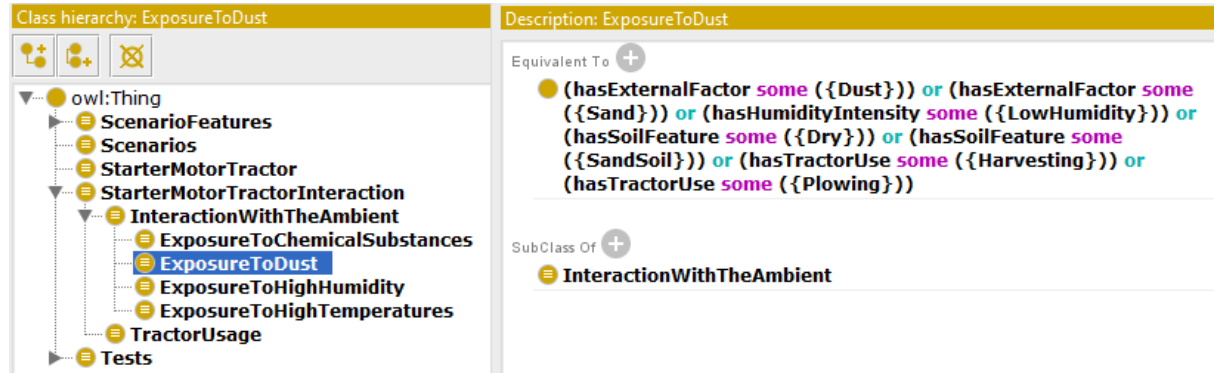 Class hierarchy: ExposureToDust
owl:Thing
ScenarioFeatures
Scenarios
StarterMotorTractor
StarterMotorTractorInteraction
InteractionWithTheAmbient
ExposureToChemicalSubstances
ExposureToDust
ExposureToHighHumidity
ExposureToHighTemperatures
TractorUsage
Tests
Description: ExposureToDust
Equivalent To
(hasExternalFactor some ({Dust})) or (hasExternalFactor some
({Sand})) or (hasHumidityIntensity some ({LowHumidity})) or
(hasSoilFeature some ({Dry})) or (hasSoilFeature some
({SandSoil})) or (hasTractorUse some ({Harvesting})) or
(hasTractorUse some ({Plowing}))
SubClass Of
InteractionWithTheAmbient